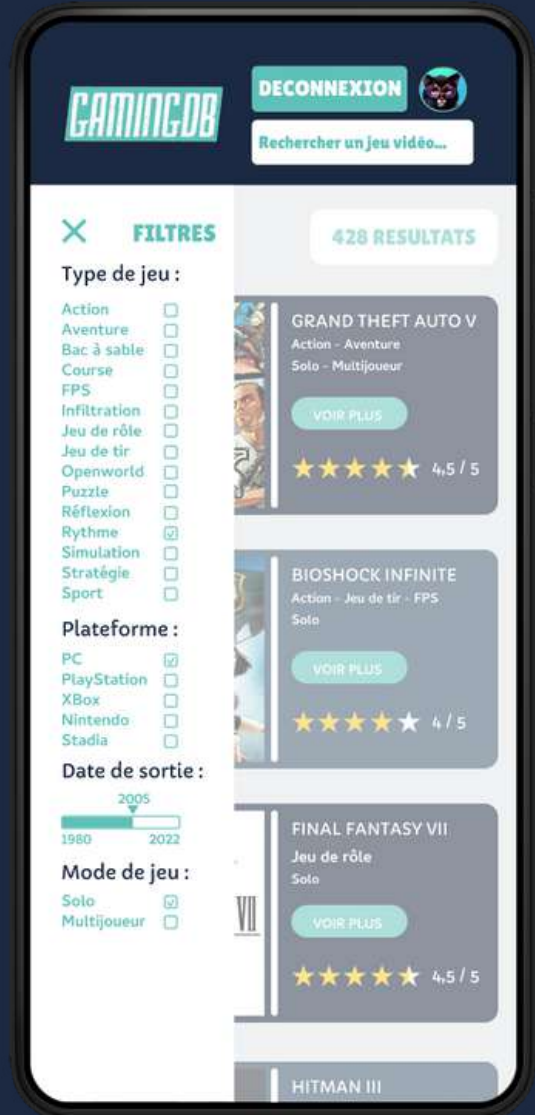 GAMINGDB
DECONNEXION
Rechercher un jeu vidéo...
FILTRES
428 RESULTATS
Type de jeu :
Action
Aventure
Bac à sable
Course
FPS
Infiltration
Jeu de rôle
Jeu de tir
Openworld
Puzzle
Réflexion
Rythme
Simulation
Stratégie
Sport
Plateforme :
PC
PlayStation
XBox
Nintendo
Stadia
Date de sortie :
2005
1980 2022
Mode de jeu :
Solo
Multijoueur
GRAND THEFT AUTO V
Action - Aventure
Solo - Multijoueur
VOIR PLUS
4,5 / 5
BIOSHOCK INFINITE
Action - Jeu de tir - FPS
Solo
VOIR PLUS
4 / 5
VII
FINAL FANTASY VII
Jeu de rôle
Solo
VOIR PLUS
4,5 / 5
HITMAN III